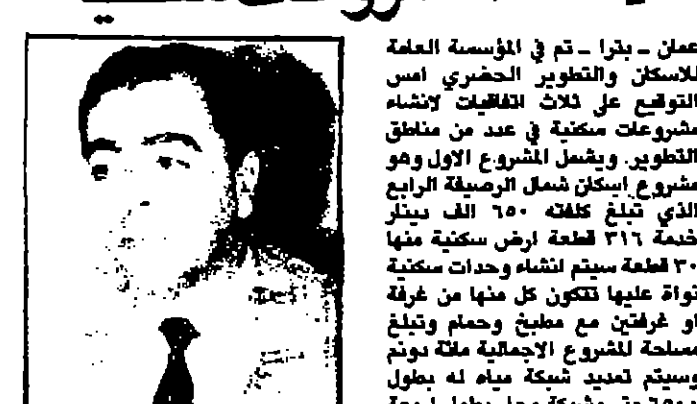 عمان ـ بترا ـ تم في المؤسسة العامة
للاسكان والتطوير الحضري امس
التوقيع على ثلاث اتفاقيات لانشاء
مشروعات سكنية في عدد من مناطق
التطوير. ويشمل المشروع الاول وهو
مشروع اسكان شمال الرصيفة الرابع
الذي تبلغ كلفته ٦٥٠ الف دينار
خدمة ٣١٦ قطعة ارض سكنية منها
٣٠ قطعة سيتم انشاء وحدات سكنية
نواة عليها تتكون كل منها من غرفة
او غرفتين مع مطبخ وحمام وتبلغ
مساحة المشروع الاجمالية مائة دونم
وسيتم تمديد شبكة مياه له بطول